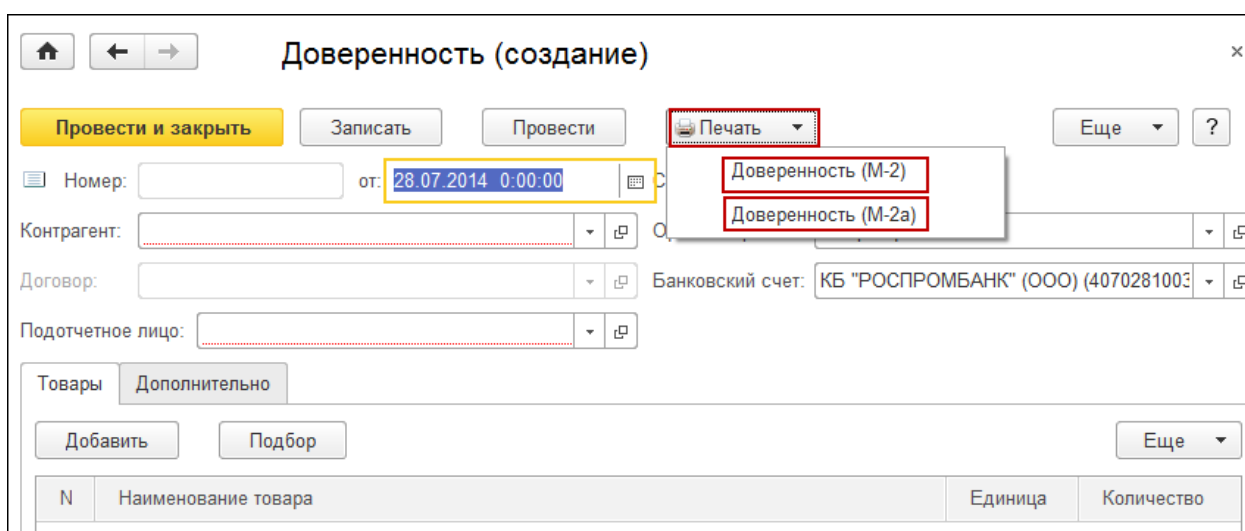 Доверенность (создание)
×
Провести и закрыть Записать Провести Печать Еще ?
Номер: от: 28.07.2014 0:00:00 С
Доверенность (М-2)
Доверенность (М-2а)
Контрагент:
Договор: Банковский счет: КБ "РОСПРОМБАНК" (ООО) (4070281003
Подотчетное лицо:
Товары Дополнительно
Добавить Подбор Еще
N Наименование товара Единица Количество